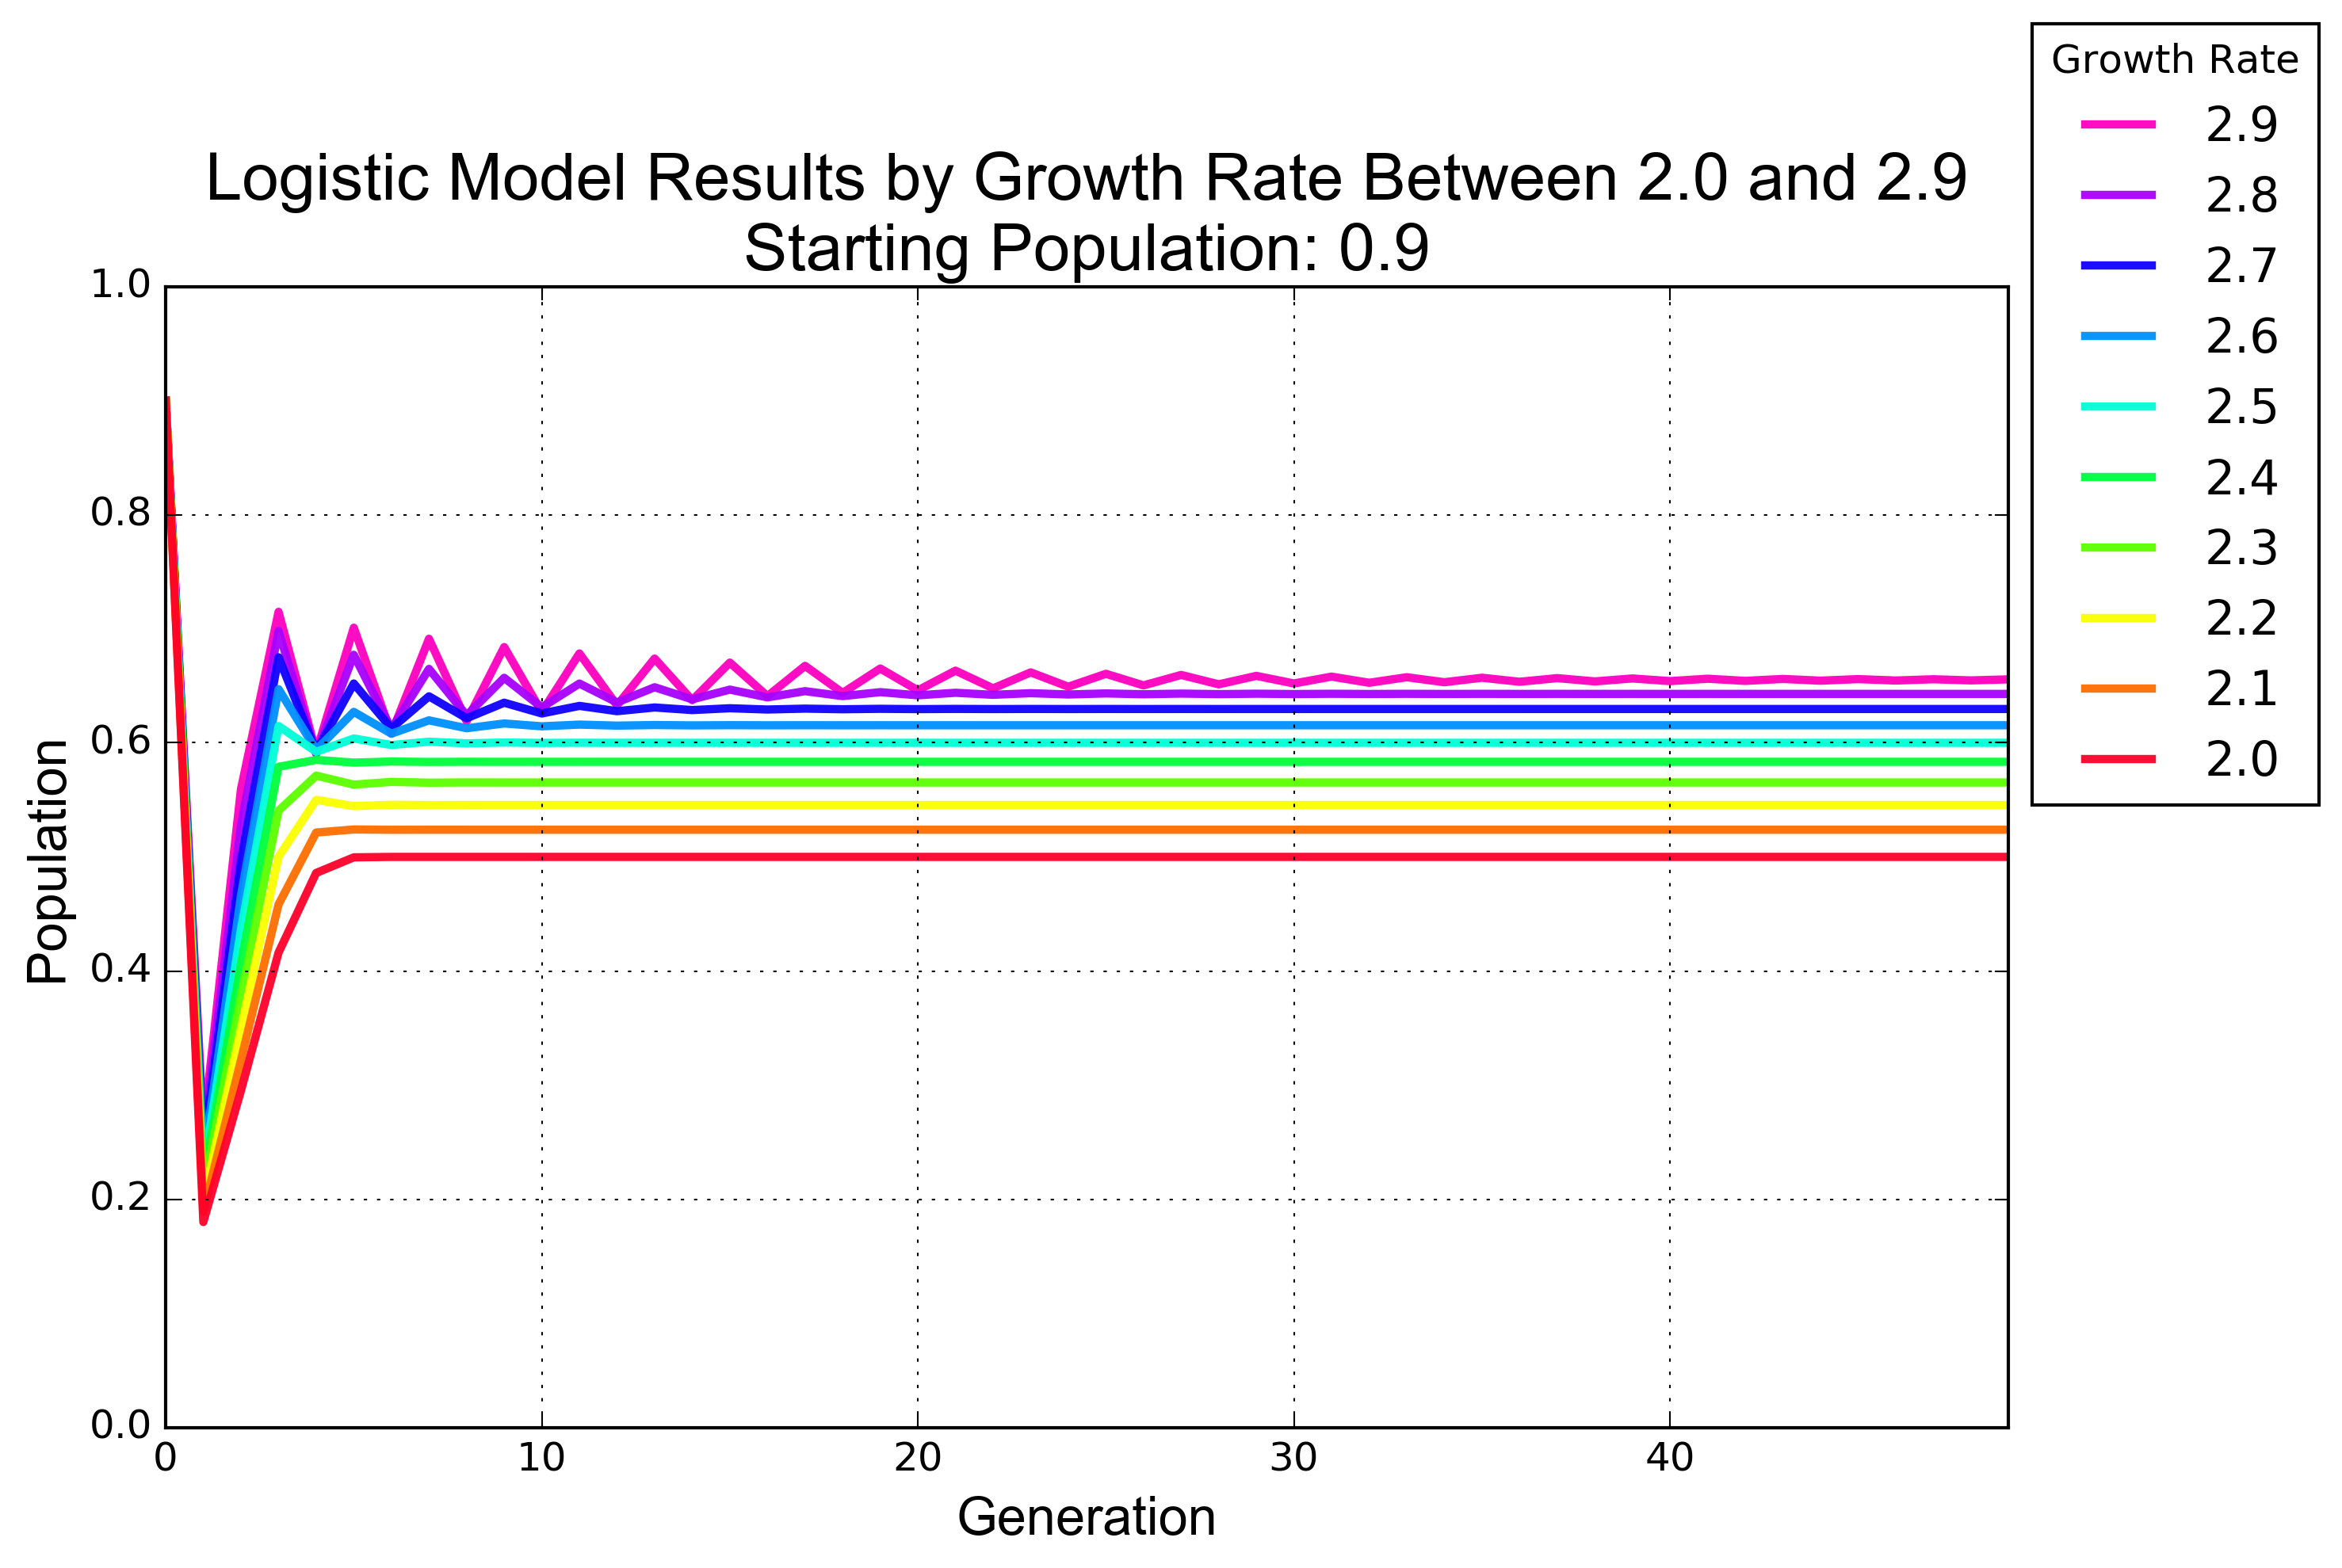 Logistic Model Results by Growth Rate Between 2.0 and 2.9
Starting Population: 0.9
Growth Rate
2.9
2.8
2.7
2.6
2.5
2.4
2.3
2.2
2.1
2.0
Population
1.0
0.8
0.6
0.4
0.2
0.0
0 10 20 30 40
Generation